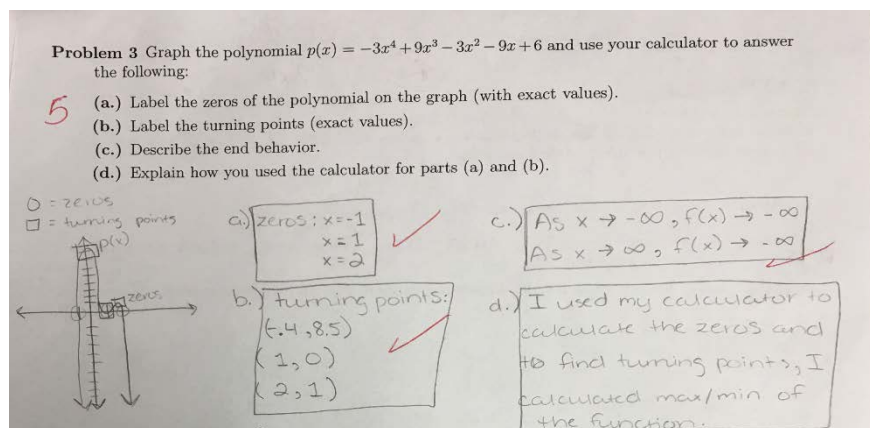 Problem 3 Graph the polynomial p(x) = −3x⁴ + 9x³ − 3x² − 9x + 6 and use your calculator to answer
the following:
5
(a.) Label the zeros of the polynomial on the graph (with exact values).
(b.) Label the turning points (exact values).
(c.) Describe the end behavior.
(d.) Explain how you used the calculator for parts (a) and (b).
O = zeros
□ = turning points
p(x)
zeros
a.) zeros: x=-1
x = 1
x = 2
b.) turning points:
(-.4, 8.5)
(1, 0)
(2, 1)
c.) As x → -∞, f(x) → -∞
As x → ∞, f(x) → -∞
d.) I used my calculator to
calculate the zeros and
to find turning points, I
calculated max/min of
the function.